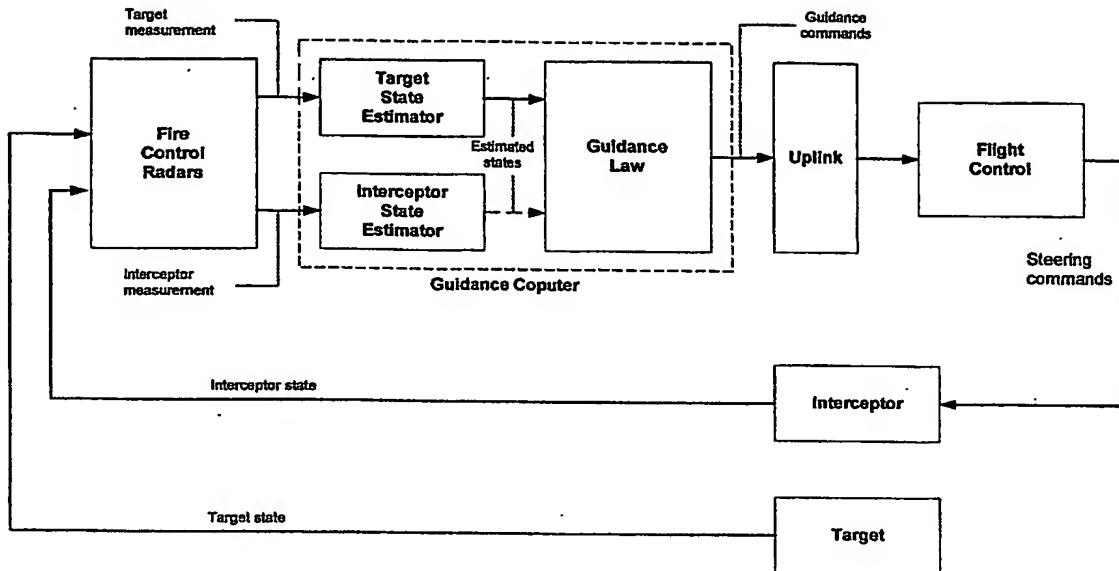 Target
measurement
Guidance
commands
Fire
Control
Radars
Target
State
Estimator
Estimated
states
Interceptor
State
Estimator
Guidance
Law
Uplink
Flight
Control
Interceptor
measurement
Guidance Coputer
Steering
commands
Interceptor state
Interceptor
Target state
Target